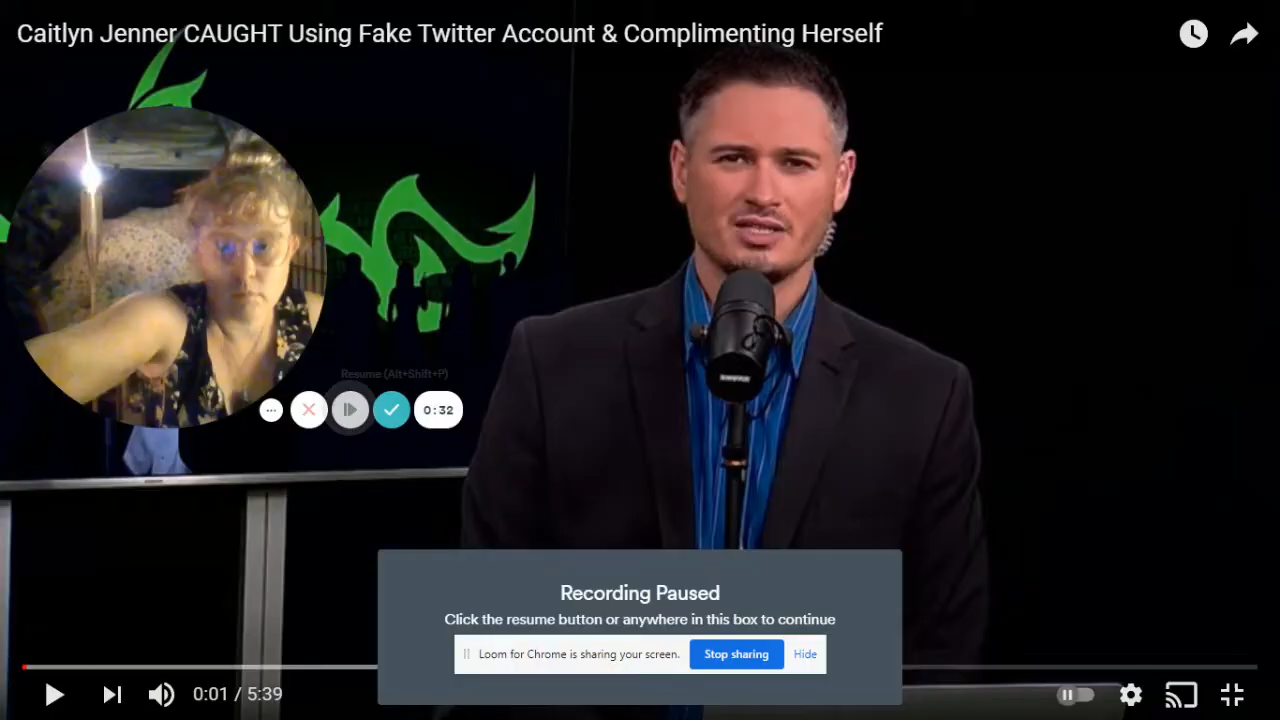 Caitlyn Jenner CAUGHT Using Fake Twitter Account & Complimenting Herself
Resume (Alt+Shift+P)
0:32
Recording Paused
Click the resume button or anywhere in this box to continue
Loom for Chrome is sharing your screen.
Stop sharing
Hide
0:01 / 5:39